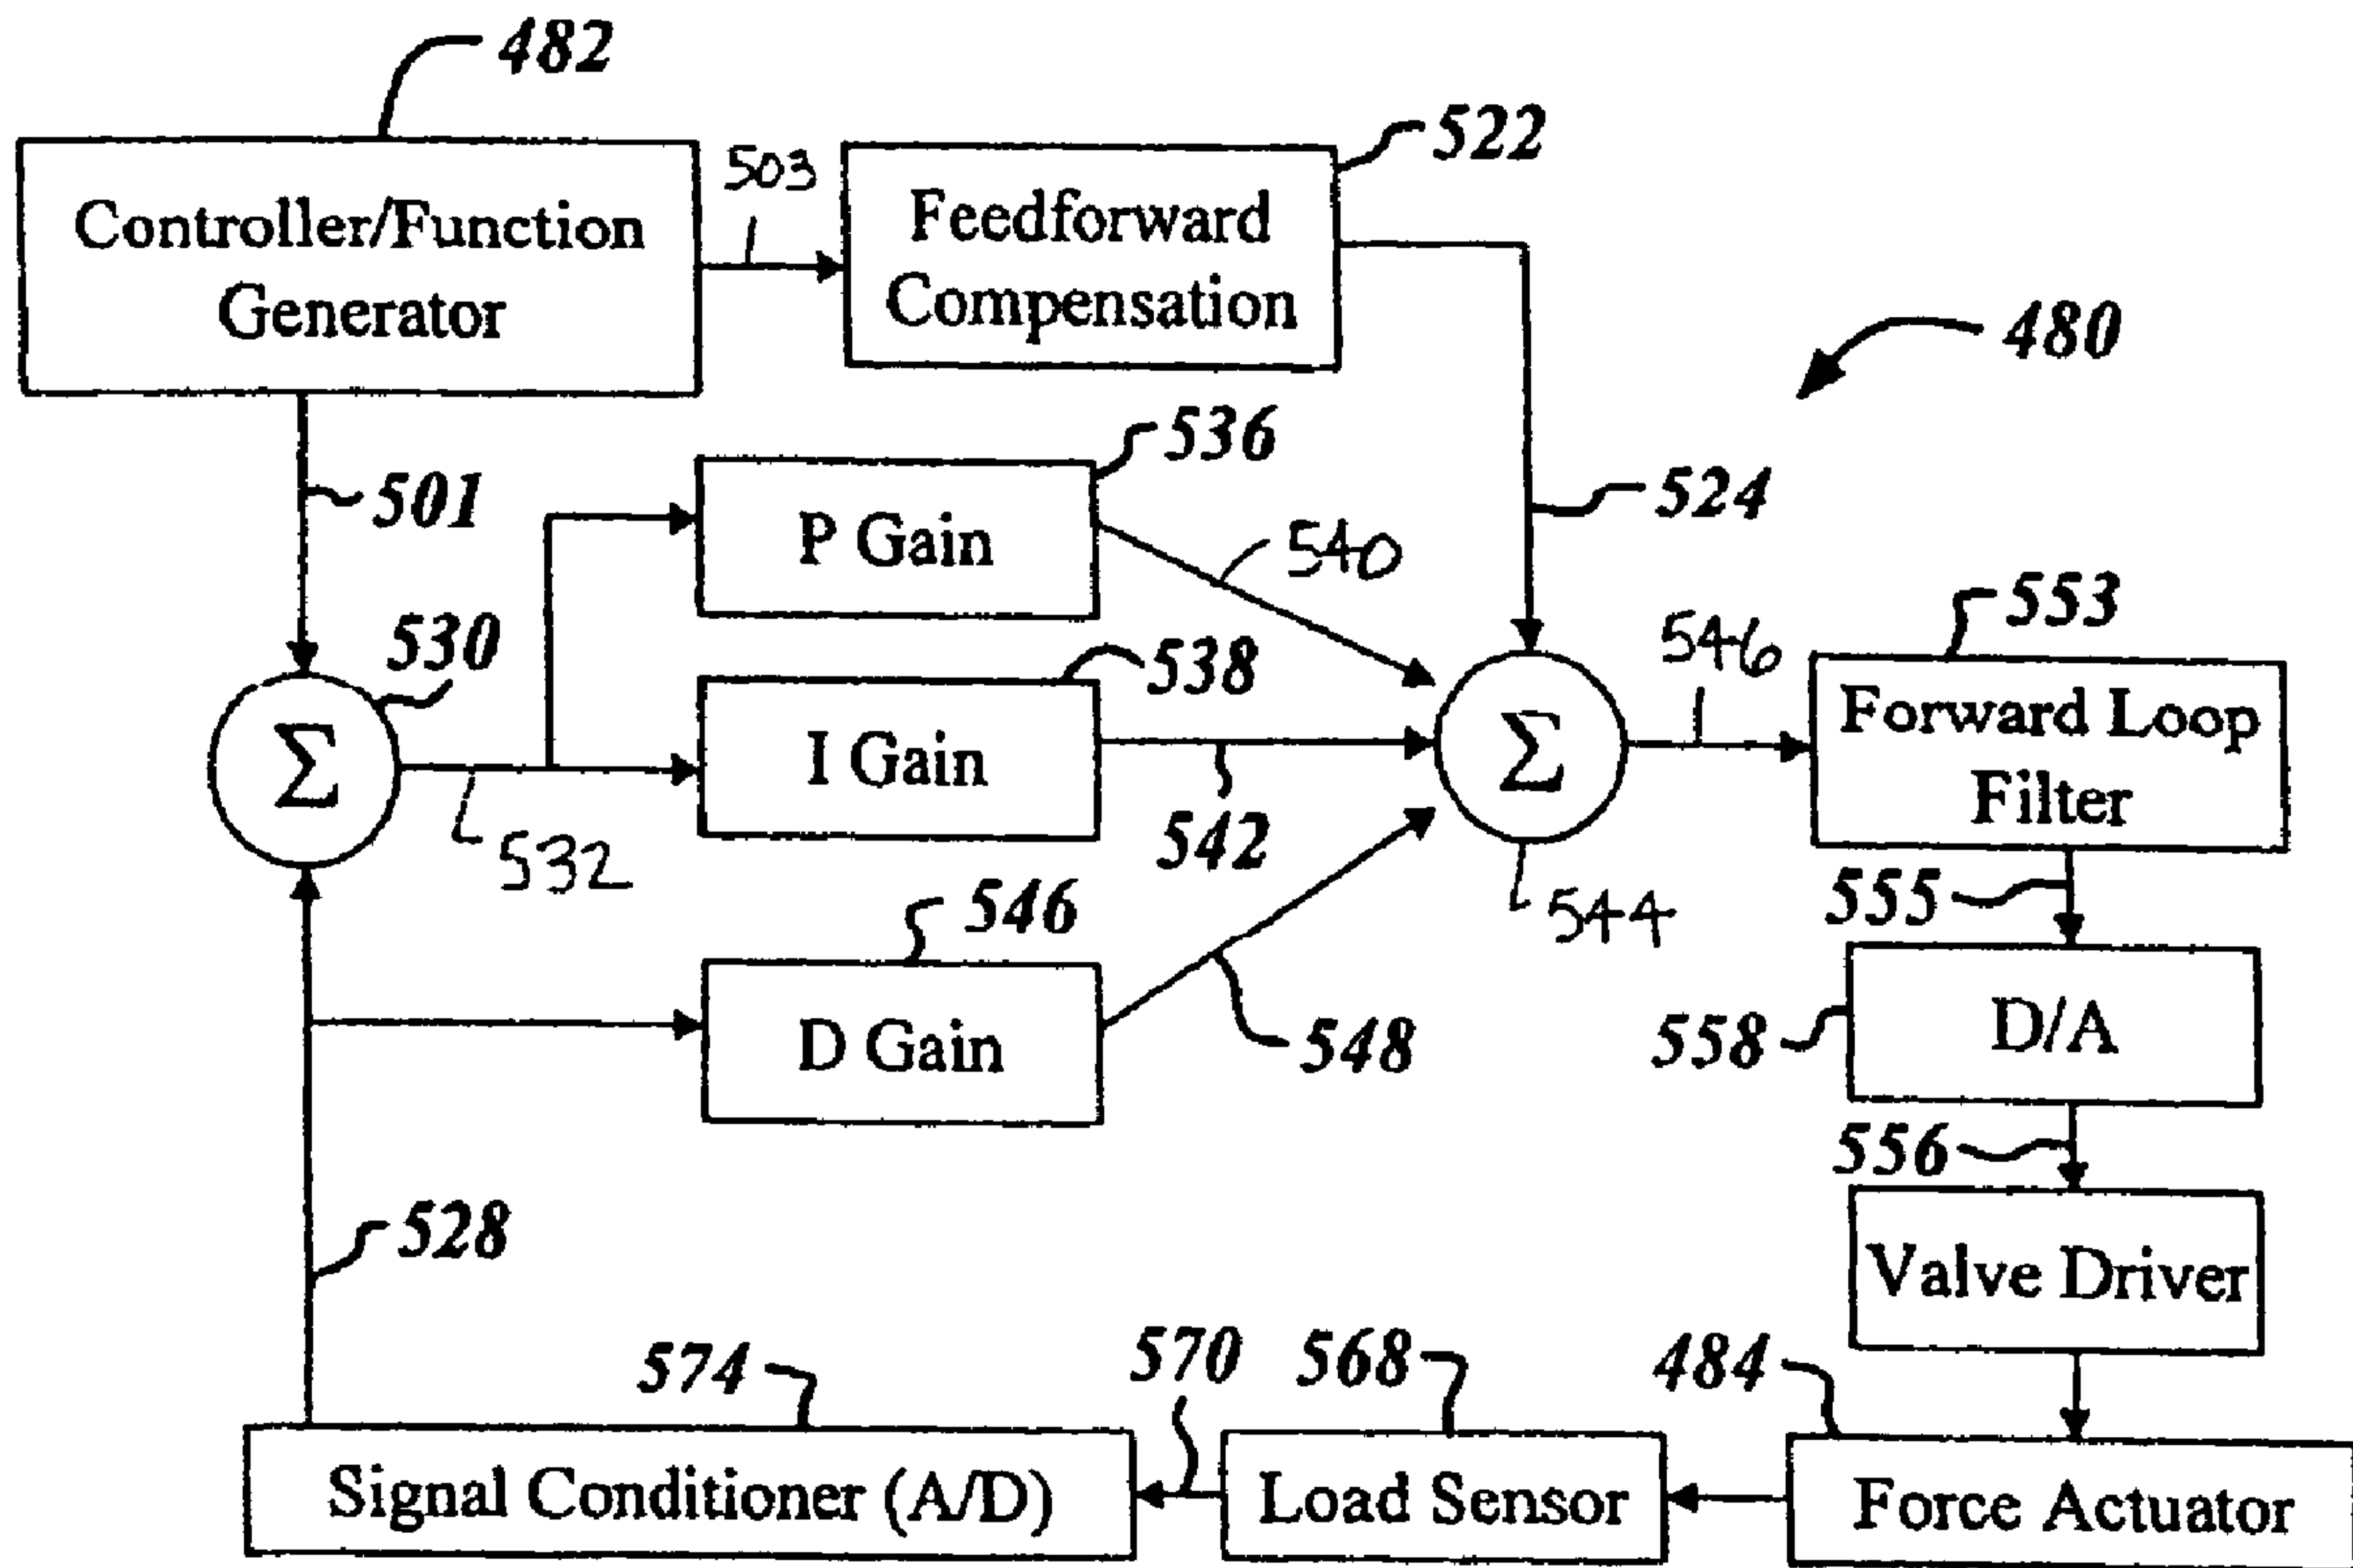 482
522
503
Controller/Function
Generator
Feedforward
Compensation
480
536
501
524
P Gain
540
530
553
538
546
Σ
I Gain
Σ
Forward Loop
Filter
532
542
546
544
555
D Gain
548
558
D/A
556
528
Valve Driver
574
570
568
484
Signal Conditioner (A/D)
Load Sensor
Force Actuator